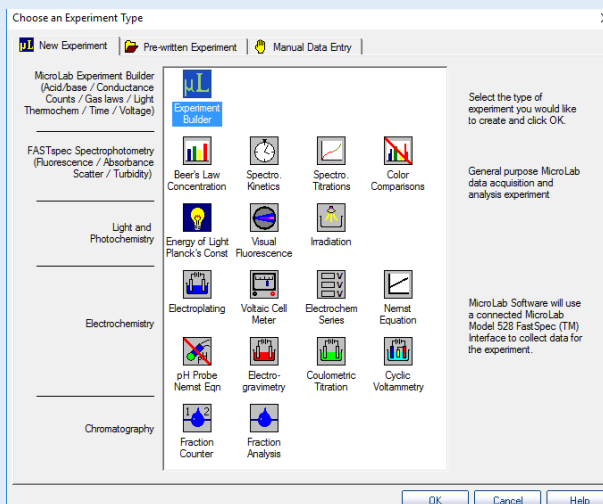 Choose an Experiment Type
New Experiment
Pre-written Experiment
Manual Data Entry
MicroLab Experiment Builder
(Acid/base / Conductance
Counts / Gas laws / Light
Thermochem / Time / Voltage)
μL
Experiment
Builder
Select the type of
experiment you would like
to create and click OK.
FASTspec Spectrophotometry
(Fluorescence / Absorbance
Scatter / Turbidity)
Beer's Law
Concentration
Spectro.
Kinetics
Spectro.
Titrations
Color
Comparisons
General purpose MicroLab
data acquisition and
analysis experiment
Light and
Photochemistry
Energy of Light
Planck's Const
Visual
Fluorescence
Irradiation
Electrochemistry
Electroplating
Voltaic Cell
Meter
Electrochem
Series
Nernst
Equation
MicroLab Software will use
a connected MicroLab
Model 528 FastSpec (TM)
Interface to collect data for
the experiment.
pH Probe
Nernst Eqn
Electro-
gravimetry
Coulometric
Titration
Cyclic
Voltammetry
Chromatography
1 2
Fraction
Counter
Fraction
Analysis
OK
Cancel
Help